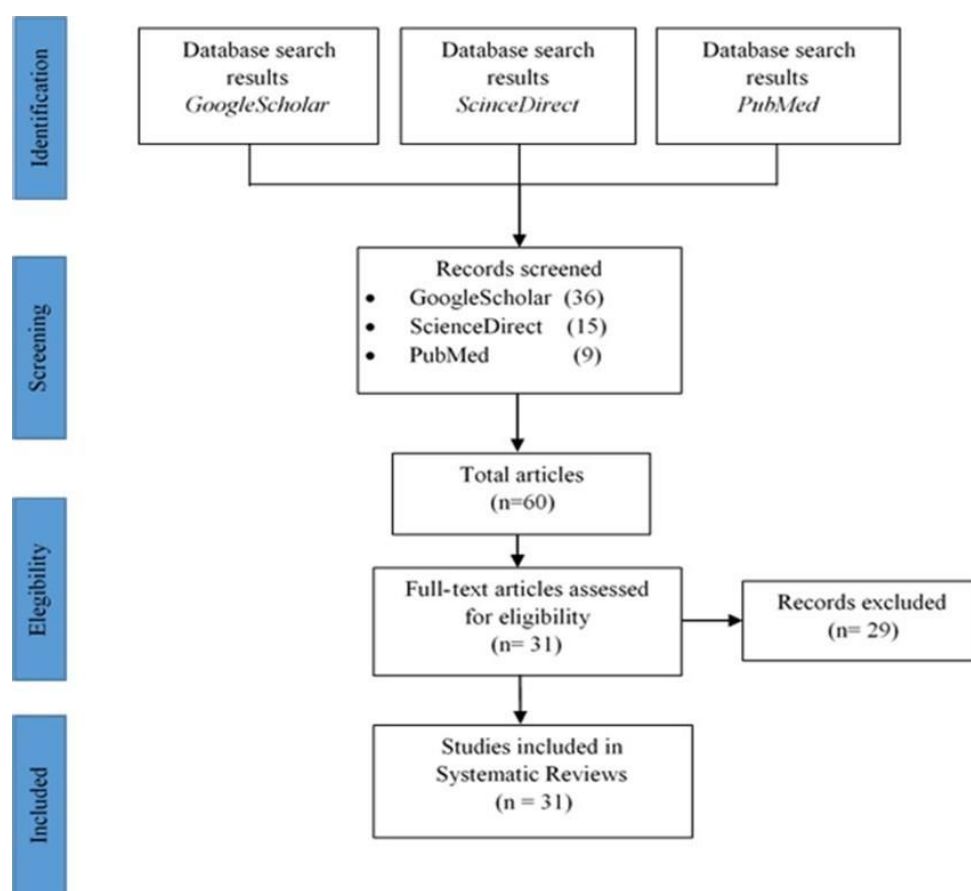 Identification
Database search
results
GoogleScholar
Database search
results
ScinceDirect
Database search
results
PubMed
Screening
Records screened
• GoogleScholar (36)
• ScienceDirect (15)
• PubMed (9)
Total articles
(n=60)
Elegibility
Full-text articles assessed
for eligibility
(n= 31)
Records excluded
(n= 29)
Included
Studies included in
Systematic Reviews
(n = 31)